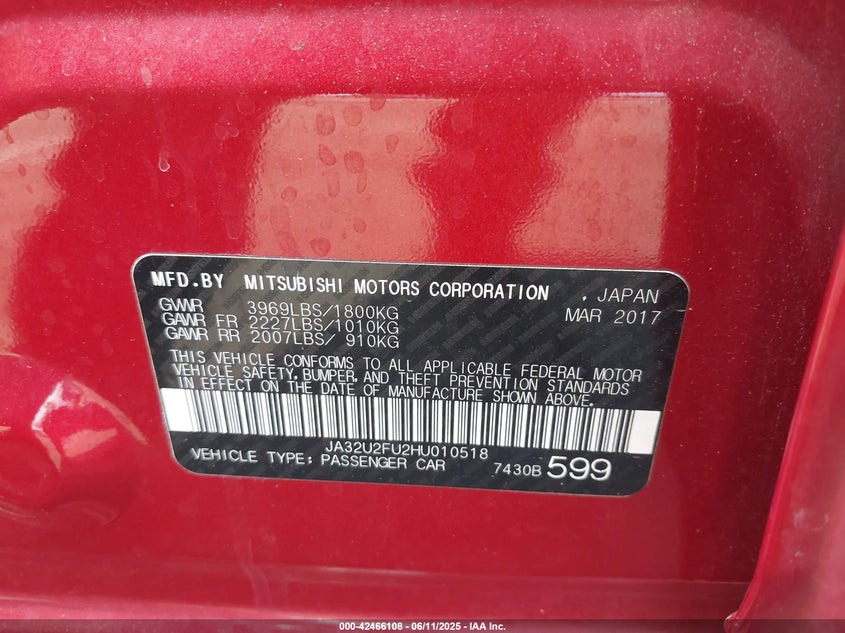 MFD.BY MITSUBISHI MOTORS CORPORATION , JAPAN
GVWR 3969LBS/1800KG MAR 2017
GAWR FR 2227LBS/1010KG
GAWR RR 2007LBS/ 910KG
THIS VEHICLE CONFORMS TO ALL APPLICABLE FEDERAL MOTOR
VEHICLE SAFETY, BUMPER, AND THEFT PREVENTION STANDARDS
IN EFFECT ON THE DATE OF MANUFACTURE SHOWN ABOVE.
JA32U2FU2HU010518
VEHICLE TYPE: PASSENGER CAR 7430B 599
000-42466108 - 06/11/2025 - IAA Inc.